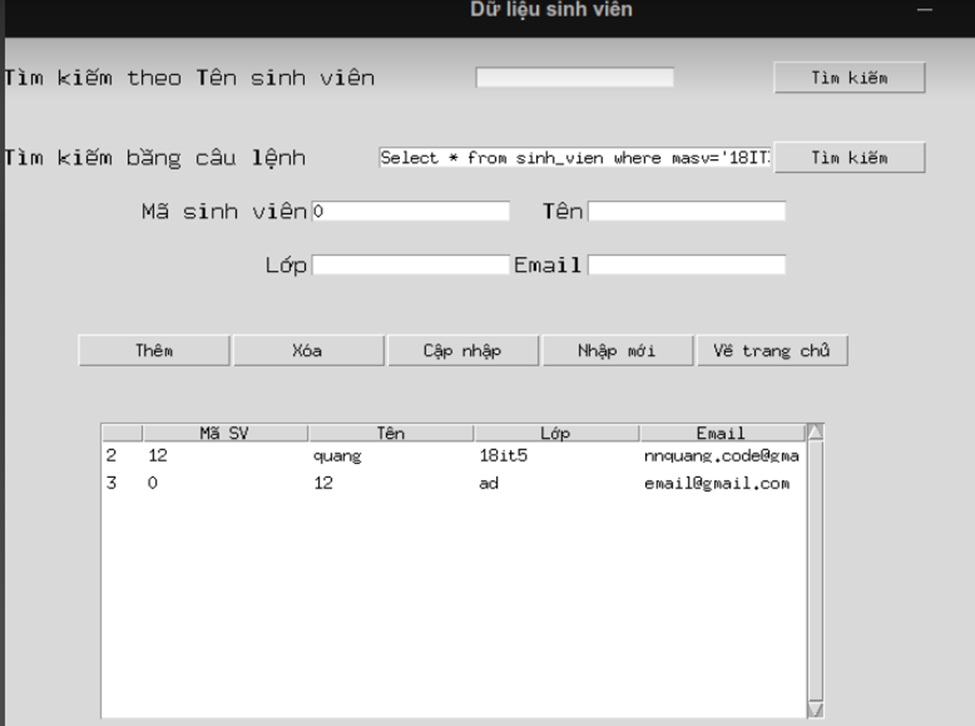 Dữ liệu sinh viên
Tìm kiếm theo Tên sinh viên Tìm kiếm
Tìm kiếm bằng câu lệnh Select * from sinh_vien where masv='18IT Tìm kiếm
Mã sinh viên 0 Tên
Lớp Email
Thêm Xóa Cập nhập Nhập mới Về trang chủ
Mã SV Tên Lớp Email
2 12 quang 18it5 nnquang.code@gma
3 0 12 ad email@gmail.com